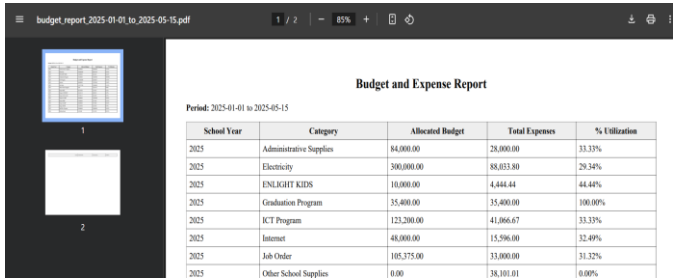 budget_report_2025-01-01_to_2025-05-15.pdf 1 / 2 85%
Budget and Expense Report
Period: 2025-01-01 to 2025-05-15
School Year Category Allocated Budget Total Expenses % Utilization
2025 Administrative Supplies 84,000.00 28,000.00 33.33%
2025 Electricity 300,000.00 88,033.80 29.34%
2025 ENLIGHT KIDS 10,000.00 4,444.44 44.44%
2025 Graduation Program 35,400.00 35,400.00 100.00%
2025 ICT Program 123,200.00 41,066.67 33.33%
2025 Internet 48,000.00 15,596.00 32.49%
2025 Job Order 105,375.00 33,000.00 31.32%
2025 Other School Supplies 0.00 38,101.01 0.00%
1
2